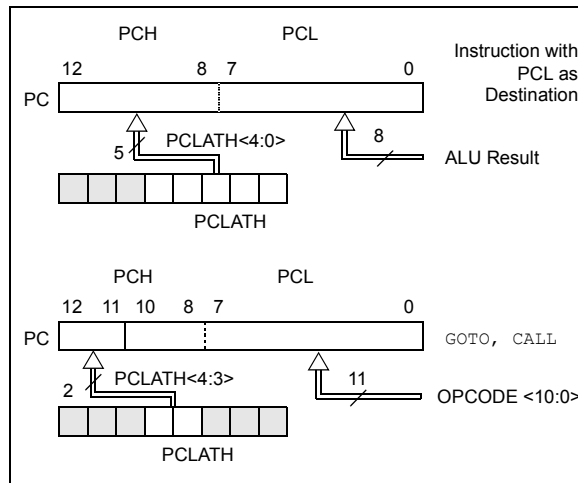 PCH PCL
12 8 7 0
Instruction with
PCL as
Destination
PC
5 PCLATH<4:0> 8
ALU Result
PCLATH
PCH PCL
12 11 10 8 7 0
PC
GOTO, CALL
2 PCLATH<4:3> 11
OPCODE <10:0>
PCLATH